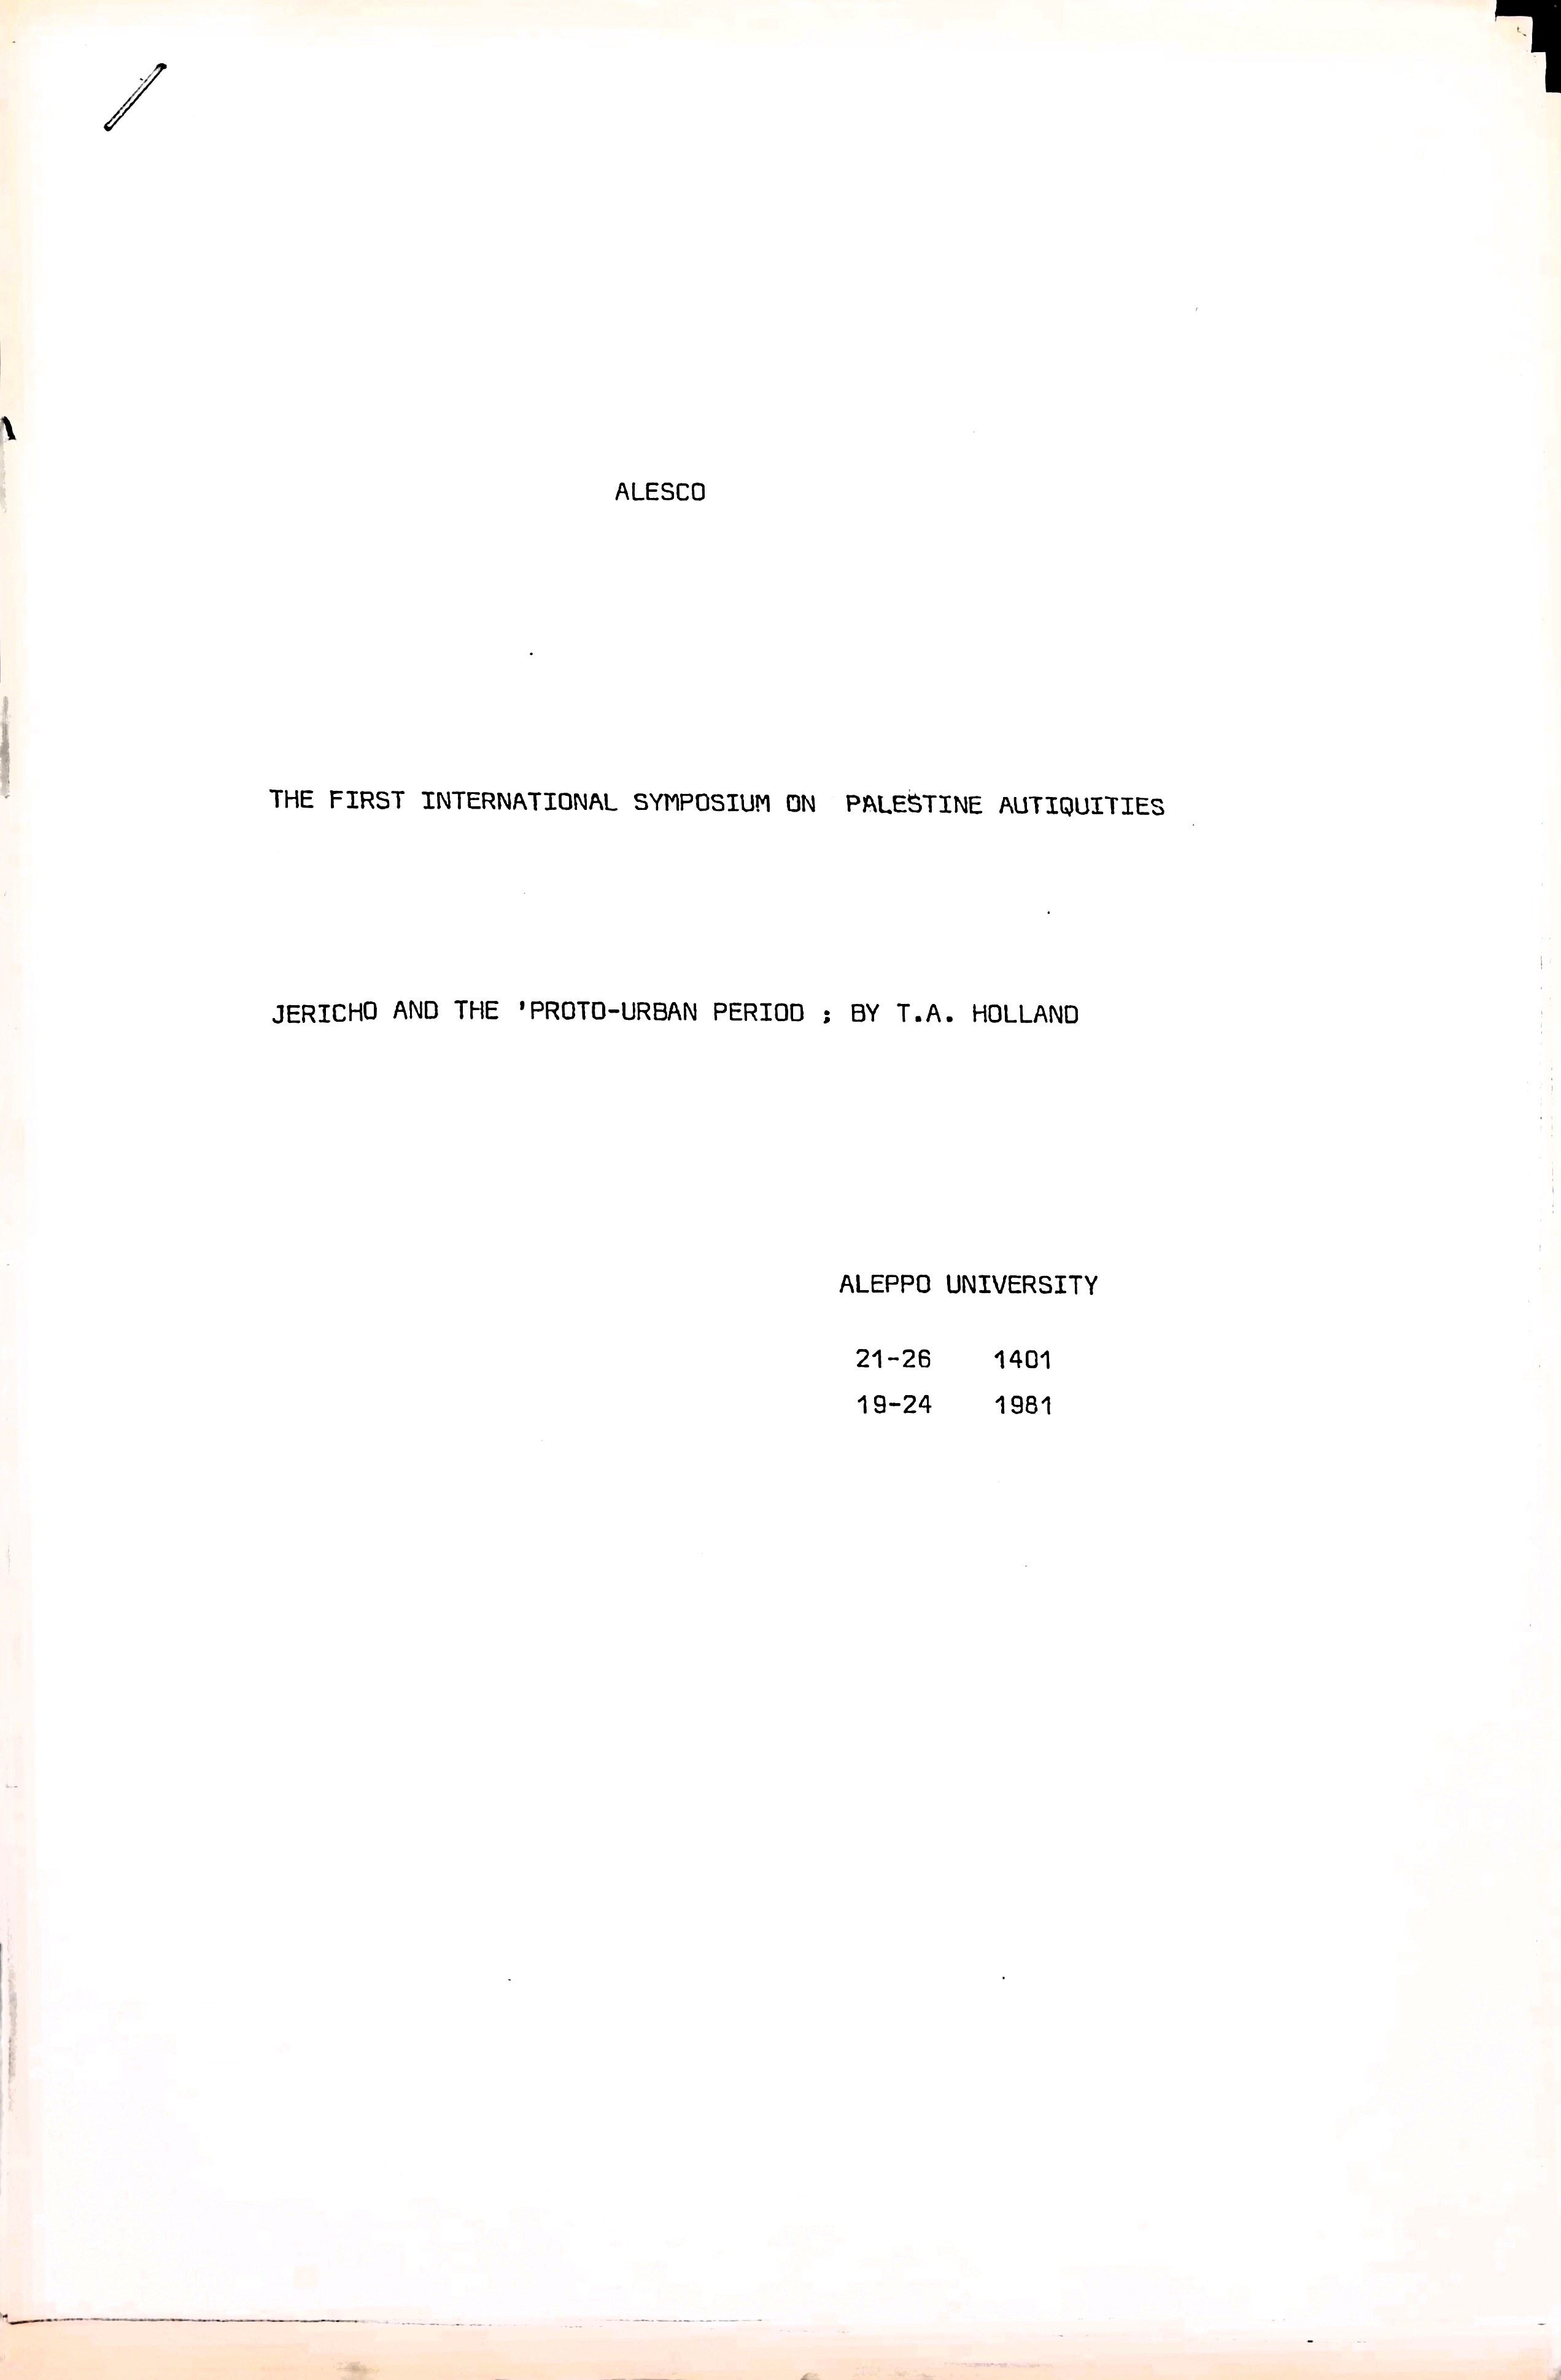 ALESCO
THE FIRST INTERNATIONAL SYMPOSIUM ON PALESTINE AUTIQUITIES
JERICHO AND THE 'PROTO-URBAN PERIOD ; BY T.A. HOLLAND
ALEPPO UNIVERSITY
21-26 1401
19-24 1981